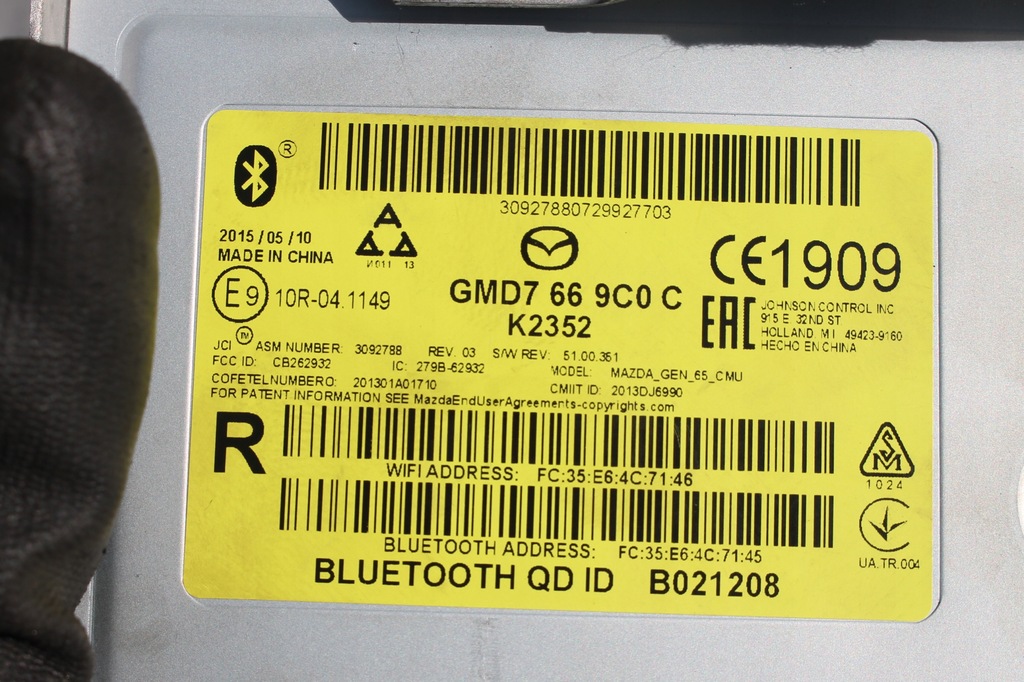 ®
30927880729927703
2015/05/10
MADE IN CHINA
И011 13
CE1909
E9 10R-04.1149
GMD7 66 9C0 C
K2352
EAC
JOHNSON CONTROL INC
915 E. 32ND ST
HOLLAND, M I 49423-9160
HECHO EN CHINA
JCI ™ ASM NUMBER: 3092788 REV. 03 S/W REV: 51.00.351
FCC ID: CB262932 IC: 279B-62932 MODEL: MAZDA_GEN_65_CMU
COFETELNUMBERO: 201301A01710 CMIIT ID: 2013DJ6990
FOR PATENT INFORMATION SEE MazdaEndUserAgreements-copyrights.com
R
WIFI ADDRESS: FC:35:E6:4C:71:46
1024
BLUETOOTH ADDRESS: FC:35:E6:4C:71:45
UA.TR.004
BLUETOOTH QD ID B021208